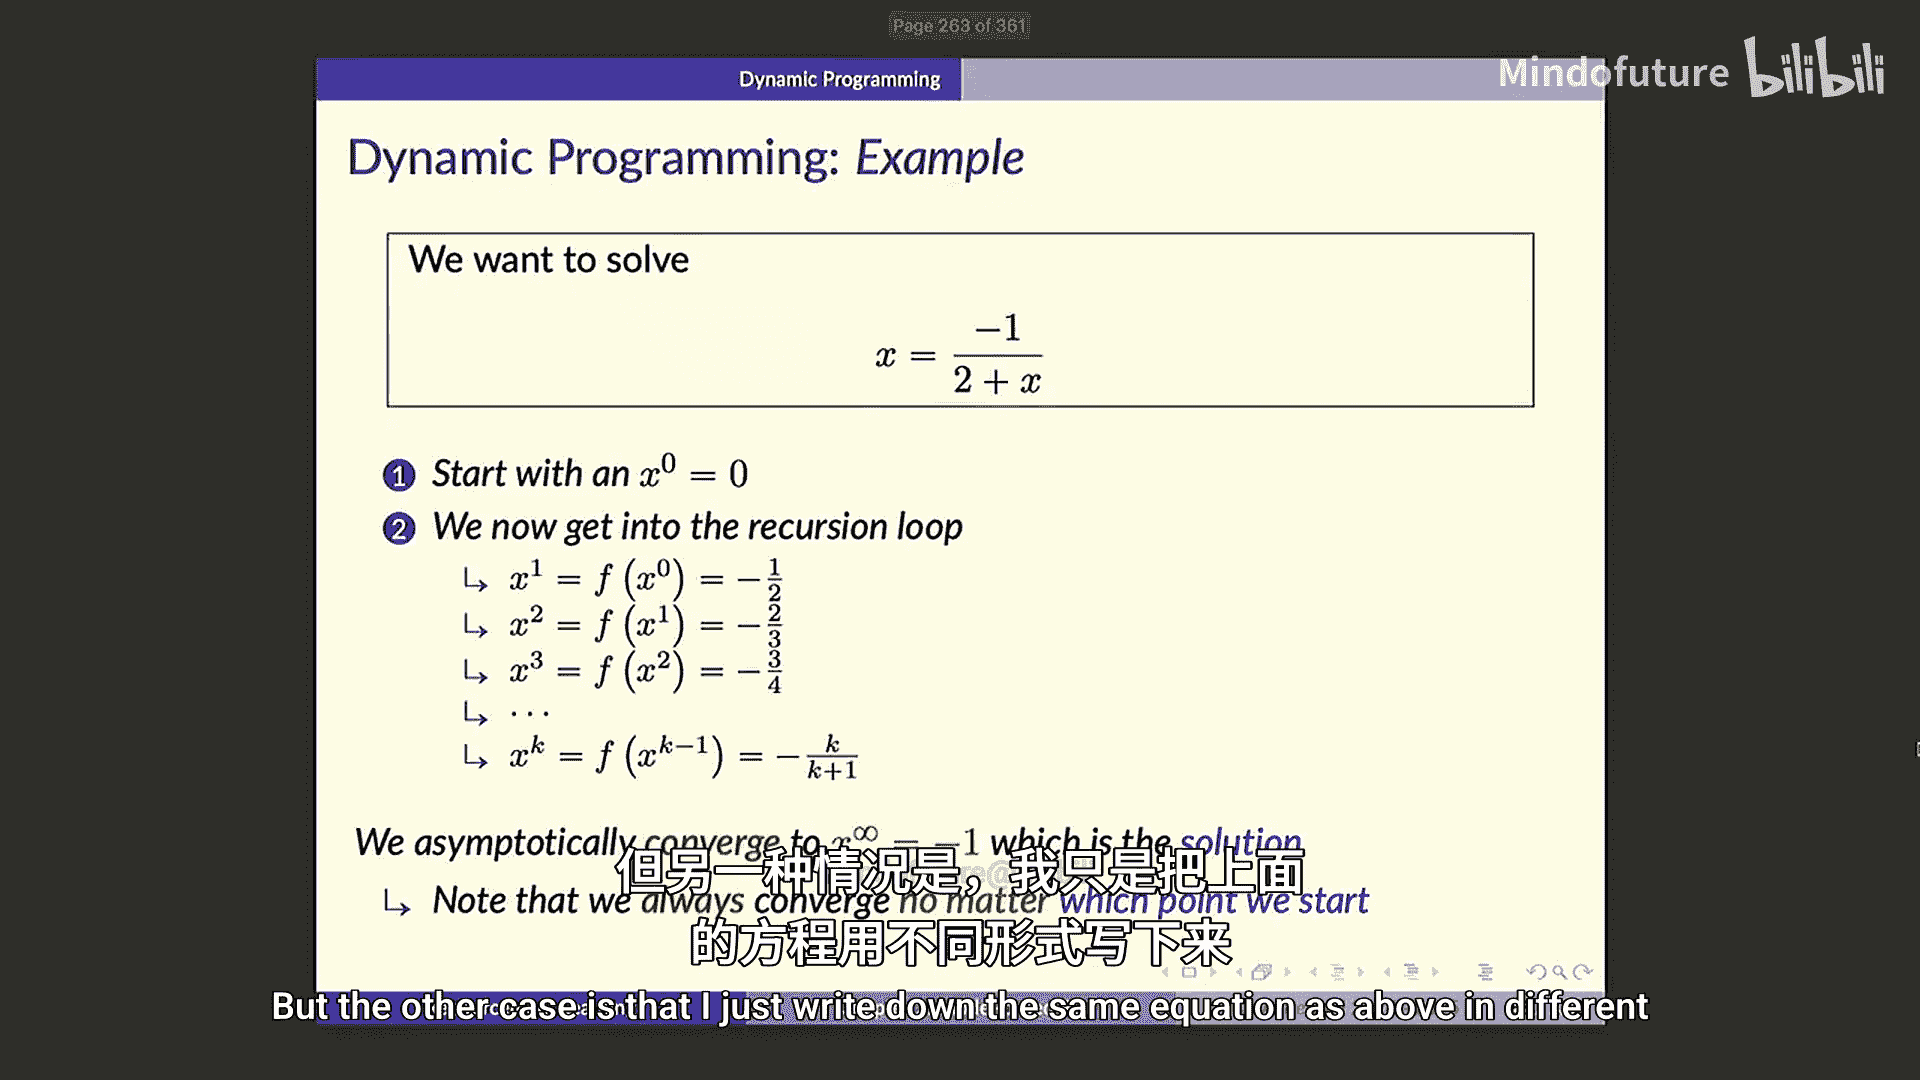 Page 263 of 361
Mindofuture bilibili
Dynamic Programming
Dynamic Programming: Example
We want to solve
x = −1 / (2 + x)
1 Start with an x⁰ = 0
2 We now get into the recursion loop
↳ x¹ = f (x⁰) = −1/2
↳ x² = f (x¹) = −2/3
↳ x³ = f (x²) = −3/4
↳ ···
↳ xᵏ = f (xᵏ⁻¹) = −k/(k+1)
We asymptotically converge to x^∞ = −1 which is the solution
但另一种情况是，我只是把上面
↳ Note that we always converge no matter which point we start
的方程用不同形式写下来
But the other case is that I just write down the same equation as above in different